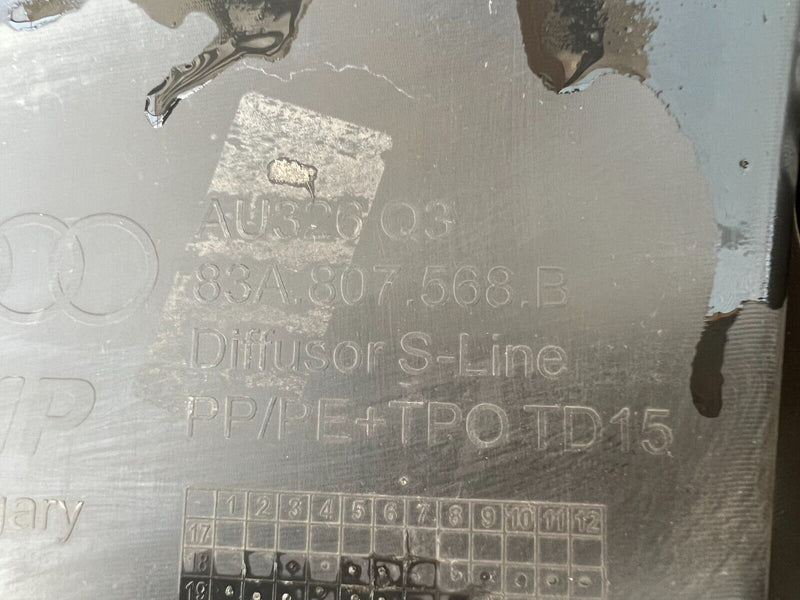 AU326 Q3
83A.807.568.B
Diffusor S-Line
PP/PE+TPO TD15
gary
- 1 2 3 4 5 6 7 8 9 10 11 12
17
18
19